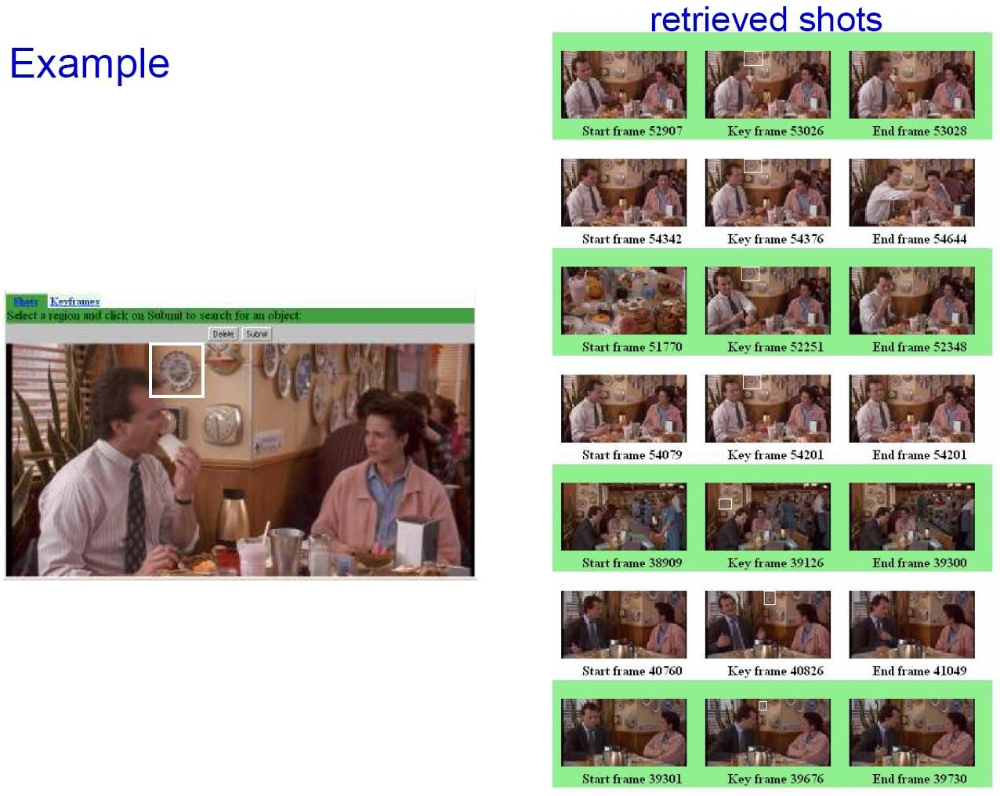 retrieved shots
Example
Shots Keyframes
Select a region and click on Submit to search for an object:
Delete Submit
Start frame 52907 Key frame 53026 End frame 53028
Start frame 54342 Key frame 54376 End frame 54644
Start frame 51770 Key frame 52251 End frame 52348
Start frame 54079 Key frame 54201 End frame 54201
Start frame 38909 Key frame 39126 End frame 39300
Start frame 40760 Key frame 40826 End frame 41049
Start frame 39301 Key frame 39676 End frame 39730